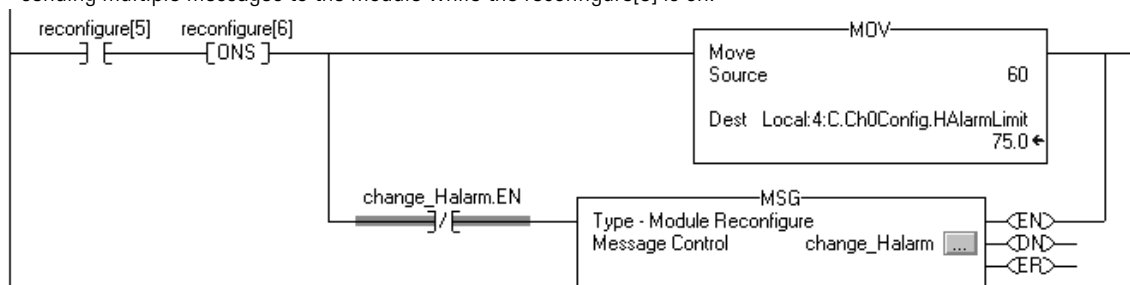 sending multiple messages to the module while the reconfigure[5] is on.
reconfigure[5] reconfigure[6]
ONS
MOV
Move
Source 60
Dest Local:4:C.Ch0Config.HAlarmLimit
75.0
change_Halarm.EN
MSG
Type - Module Reconfigure
Message Control change_Halarm ...
EN
DN
ER